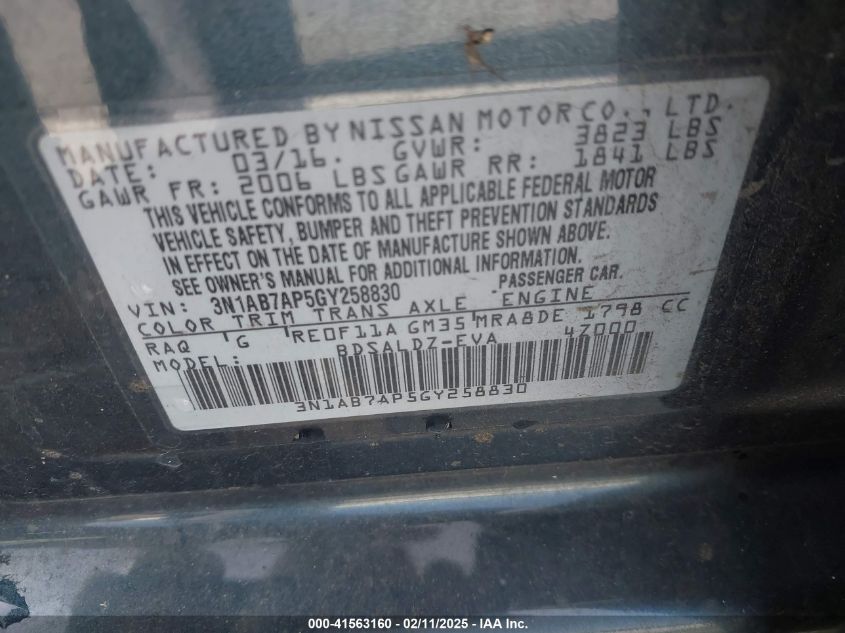 MANUFACTURED BY NISSAN MOTOR CO., LTD.
DATE: 03/16. GVWR: 3823 LBS
GAWR FR: 2006 LBS GAWR RR: 1841 LBS
THIS VEHICLE CONFORMS TO ALL APPLICABLE FEDERAL MOTOR
VEHICLE SAFETY, BUMPER AND THEFT PREVENTION STANDARDS
IN EFFECT ON THE DATE OF MANUFACTURE SHOWN ABOVE.
SEE OWNER'S MANUAL FOR ADDITIONAL INFORMATION.
VIN: 3N1AB7AP5GY258830 PASSENGER CAR.
COLOR TRIM TRANS AXLE ENGINE
RAQ G RE0F11A GM35 MRA8DE 1798 CC
MODEL: BDSALDZ-EVA 47000
3N1AB7AP5GY258830
000-41563160 - 02/11/2025 - IAA Inc.